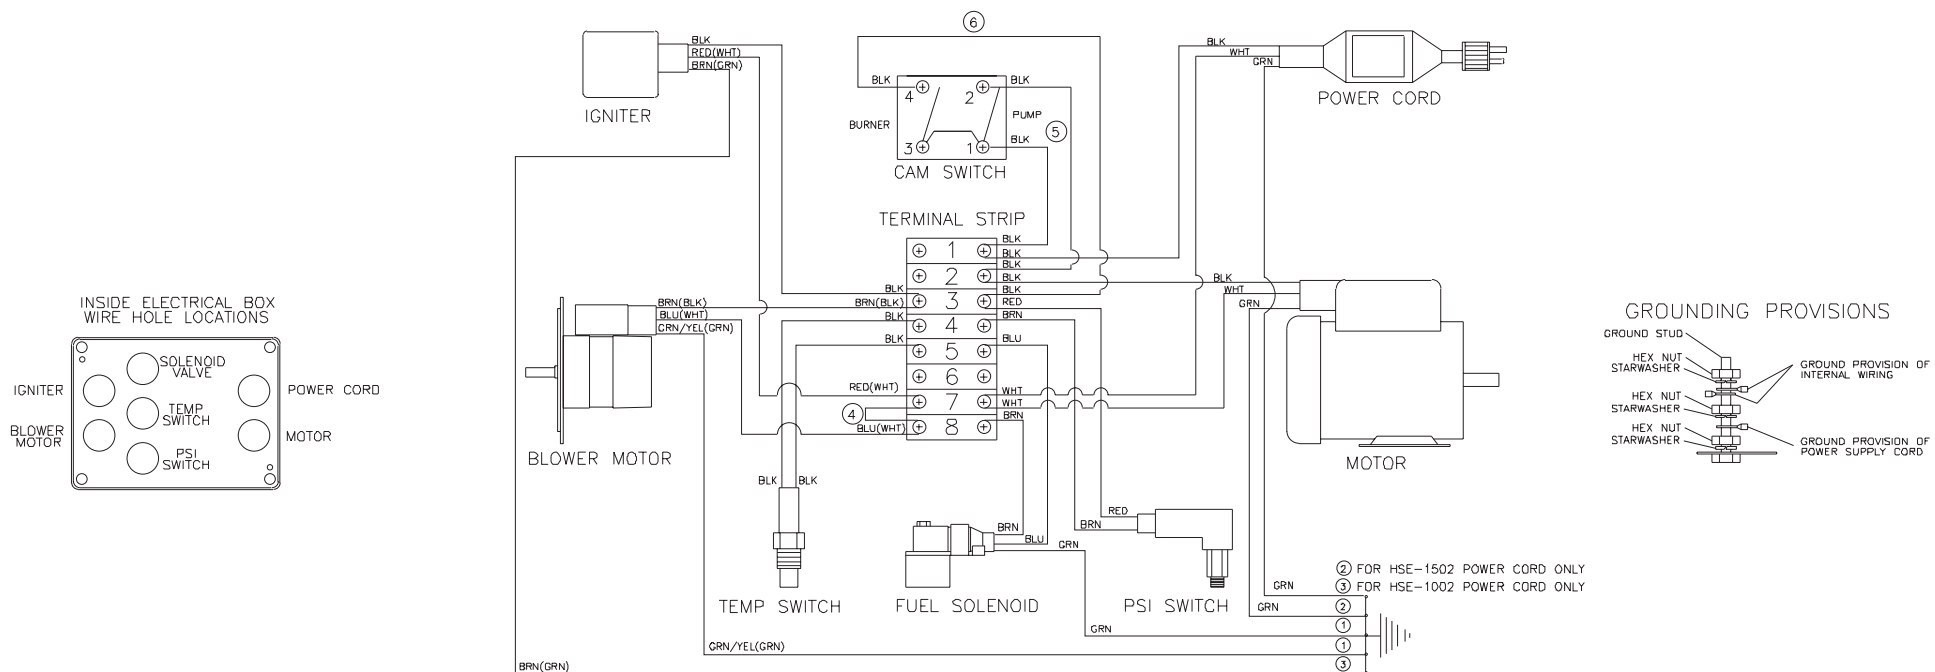 INSIDE ELECTRICAL BOX
WIRE HOLE LOCATIONS
IGNITER
SOLENOID
VALVE
POWER CORD
TEMP
SWITCH
BLOWER
MOTOR
MOTOR
PSI
SWITCH
BLK
RED(WHT)
BRN(GRN)
IGNITER
6
BLK
BLK
4
2
BURNER
PUMP
5
3
1
BLK
CAM SWITCH
BLK
WHT
GRN
POWER CORD
TERMINAL STRIP
1
BLK
BLK
2
BLK
BLK
BLK
BLK
3
BRN(BLK)
RED
BLK
4
BRN
BLK
5
BLU
6
RED(WHT)
7
WHT
WHT
4
BLU(WHT)
8
BRN
BRN(BLK)
BLU(WHT)
GRN/YEL(GRN)
BLOWER MOTOR
BLK
WHT
GRN
MOTOR
BLK
BLK
TEMP SWITCH
BRN
BLU
GRN
FUEL SOLENOID
RED
BRN
PSI SWITCH
2 FOR HSE-1502 POWER CORD ONLY
3 FOR HSE-1002 POWER CORD ONLY
GRN
GRN
2
1
GRN
1
GRN/YEL(GRN)
3
BRN(GRN)
GROUNDING PROVISIONS
GROUND STUD
HEX NUT
STARWASHER
GROUND PROVISION OF
INTERNAL WIRING
HEX NUT
STARWASHER
HEX NUT
STARWASHER
GROUND PROVISION OF
POWER SUPPLY CORD